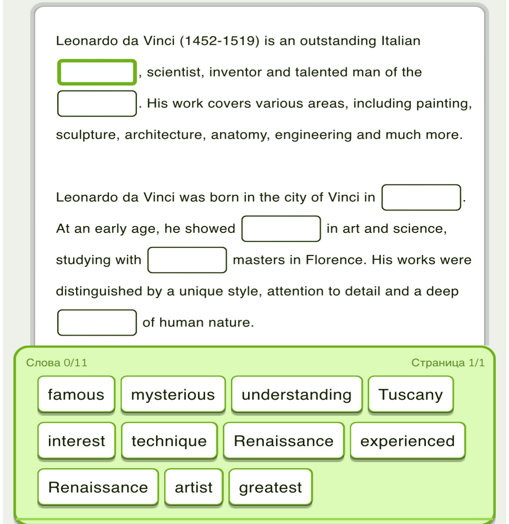 Leonardo da Vinci (1452-1519) is an outstanding Italian
, scientist, inventor and talented man of the
. His work covers various areas, including painting,
sculpture, architecture, anatomy, engineering and much more.
Leonardo da Vinci was born in the city of Vinci in .
At an early age, he showed in art and science,
studying with masters in Florence. His works were
distinguished by a unique style, attention to detail and a deep
of human nature.
Слова 0/11 Страница 1/1
famous mysterious understanding Tuscany
interest technique Renaissance experienced
Renaissance artist greatest